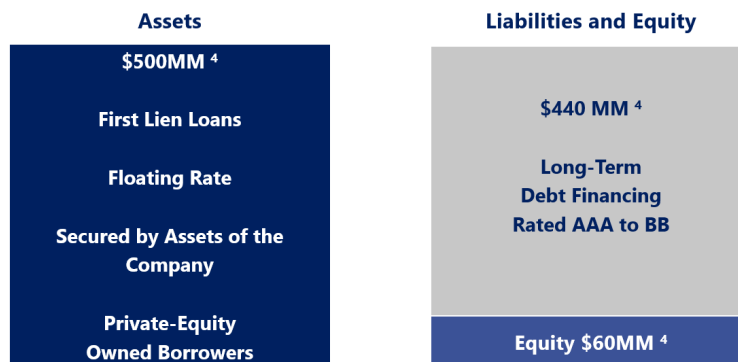 Assets
$500MM ⁴
First Lien Loans
Floating Rate
Secured by Assets of the
Company
Private-Equity
Owned Borrowers
Liabilities and Equity
$440 MM ⁴
Long-Term
Debt Financing
Rated AAA to BB
Equity $60MM ⁴